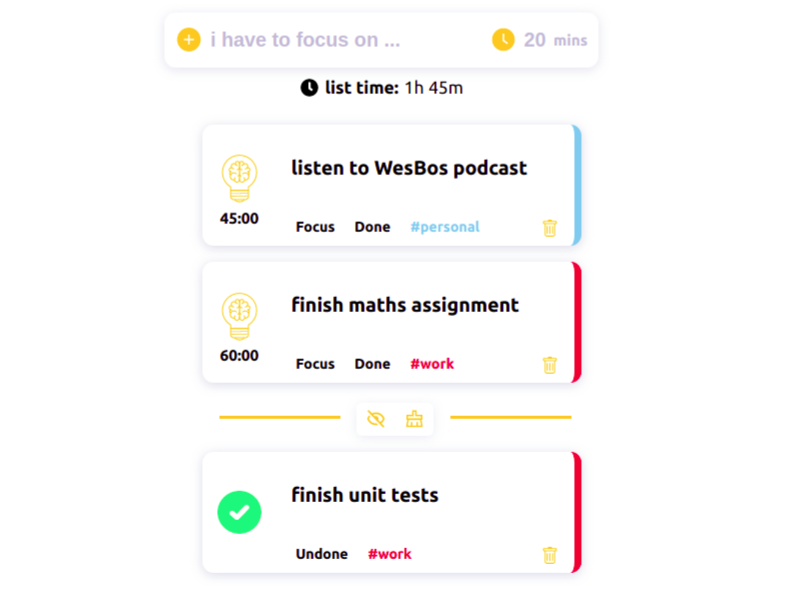 i have to focus on ... 20 mins
list time: 1h 45m
listen to WesBos podcast
45:00
Focus Done #personal
finish maths assignment
60:00
Focus Done #work
finish unit tests
Undone #work